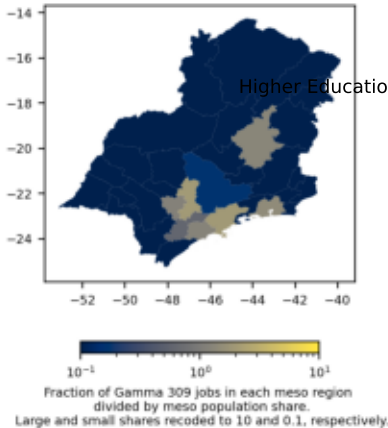 −14
−16
Higher Educatio
−18
−20
−22
−24
−52 −50 −48 −46 −44 −42 −40
10⁻¹ 10⁰ 10¹
Fraction of Gamma 309 jobs in each meso region
divided by meso population share.
Large and small shares recoded to 10 and 0.1, respectively.